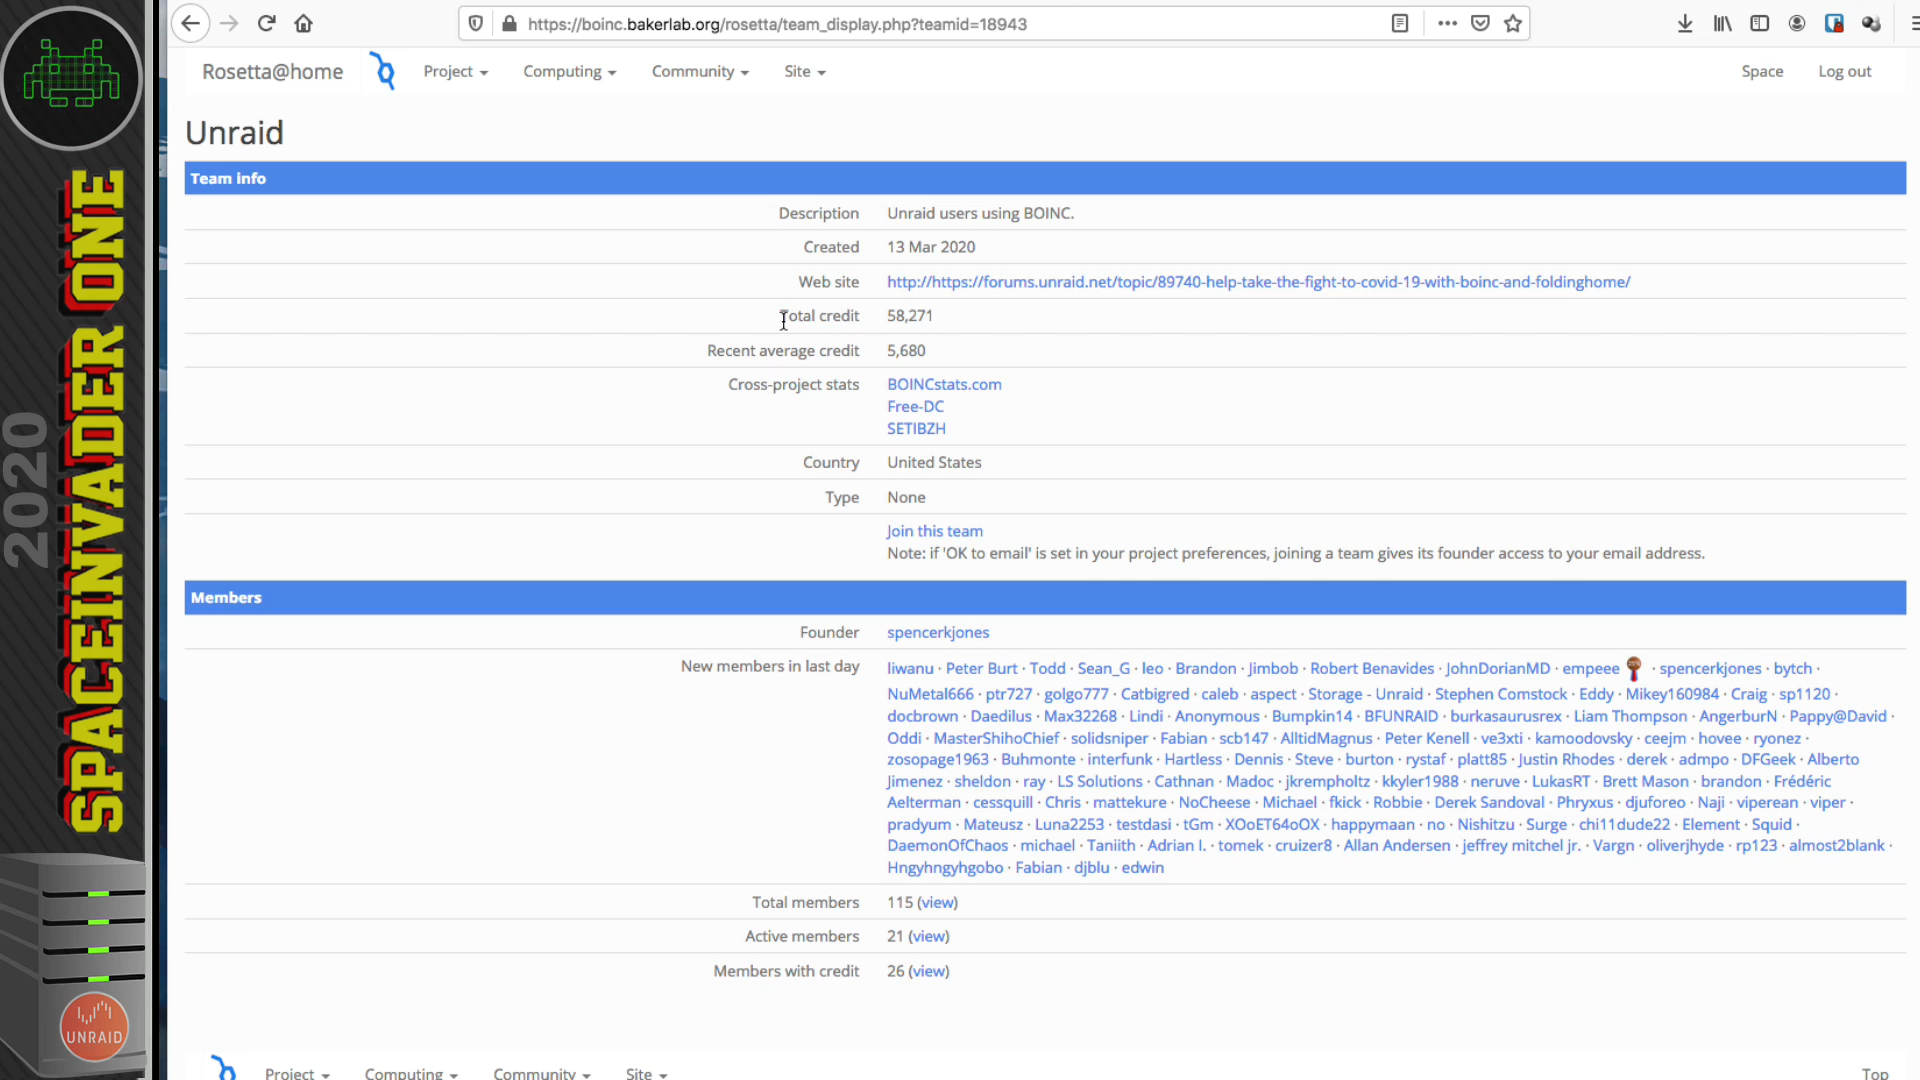 https://boinc.bakerlab.org/rosetta/team_display.php?teamid=18943
Rosetta@home Project Computing Community Site Space Log out
Unraid
Team info
Description Unraid users using BOINC.
Created 13 Mar 2020
Web site http://https://forums.unraid.net/topic/89740-help-take-the-fight-to-covid-19-with-boinc-and-foldinghome/
Total credit 58,271
Recent average credit 5,680
Cross-project stats BOINCstats.com
Free-DC
SETIBZH
Country United States
Type None
Join this team
Note: if 'OK to email' is set in your project preferences, joining a team gives its founder access to your email address.
Members
Founder spencerkjones
New members in last day liwanu · Peter Burt · Todd · Sean_G · leo · Brandon · Jimbob · Robert Benavides · JohnDorianMD · empeee · spencerkjones · bytch ·
NuMetal666 · ptr727 · golgo777 · Catbigred · caleb · aspect · Storage - Unraid · Stephen Comstock · Eddy · Mikey160984 · Craig · sp1120 ·
docbrown · Daedilus · Max32268 · Lindi · Anonymous · Bumpkin14 · BFUNRAID · burkasaurusrex · Liam Thompson · AngerburN · Pappy@David ·
Oddi · MasterShihoChief · solidsniper · Fabian · scb147 · AlltidMagnus · Peter Kenell · ve3xti · kamoodovsky · ceejm · hovee · ryonez ·
zosopage1963 · Buhmonte · interfunk · Hartless · Dennis · Steve · burton · rystaf · platt85 · Justin Rhodes · derek · admpo · DFGeek · Alberto
Jimenez · sheldon · ray · LS Solutions · Cathnan · Madoc · jkrempholtz · kkyler1988 · neruve · LukasRT · Brett Mason · brandon · Frédéric
Aelterman · cessquill · Chris · mattekure · NoCheese · Michael · fkick · Robbie · Derek Sandoval · Phryxus · djuforeo · Naji · viperean · viper ·
pradyum · Mateusz · Luna2253 · testdasi · tGm · XOoET64oOX · happymaan · no · Nishitzu · Surge · chi11dude22 · Element · Squid ·
DaemonOfChaos · michael · Taniith · Adrian I. · tomek · cruizer8 · Allan Andersen · jeffrey mitchel jr. · Vargn · oliverjhyde · rp123 · almost2blank ·
Hngyhngyhgobo · Fabian · djblu · edwin
Total members 115 (view)
Active members 21 (view)
Members with credit 26 (view)
Project Computing Community Site Top
2020
SPACEINVADER ONE
UNRAID